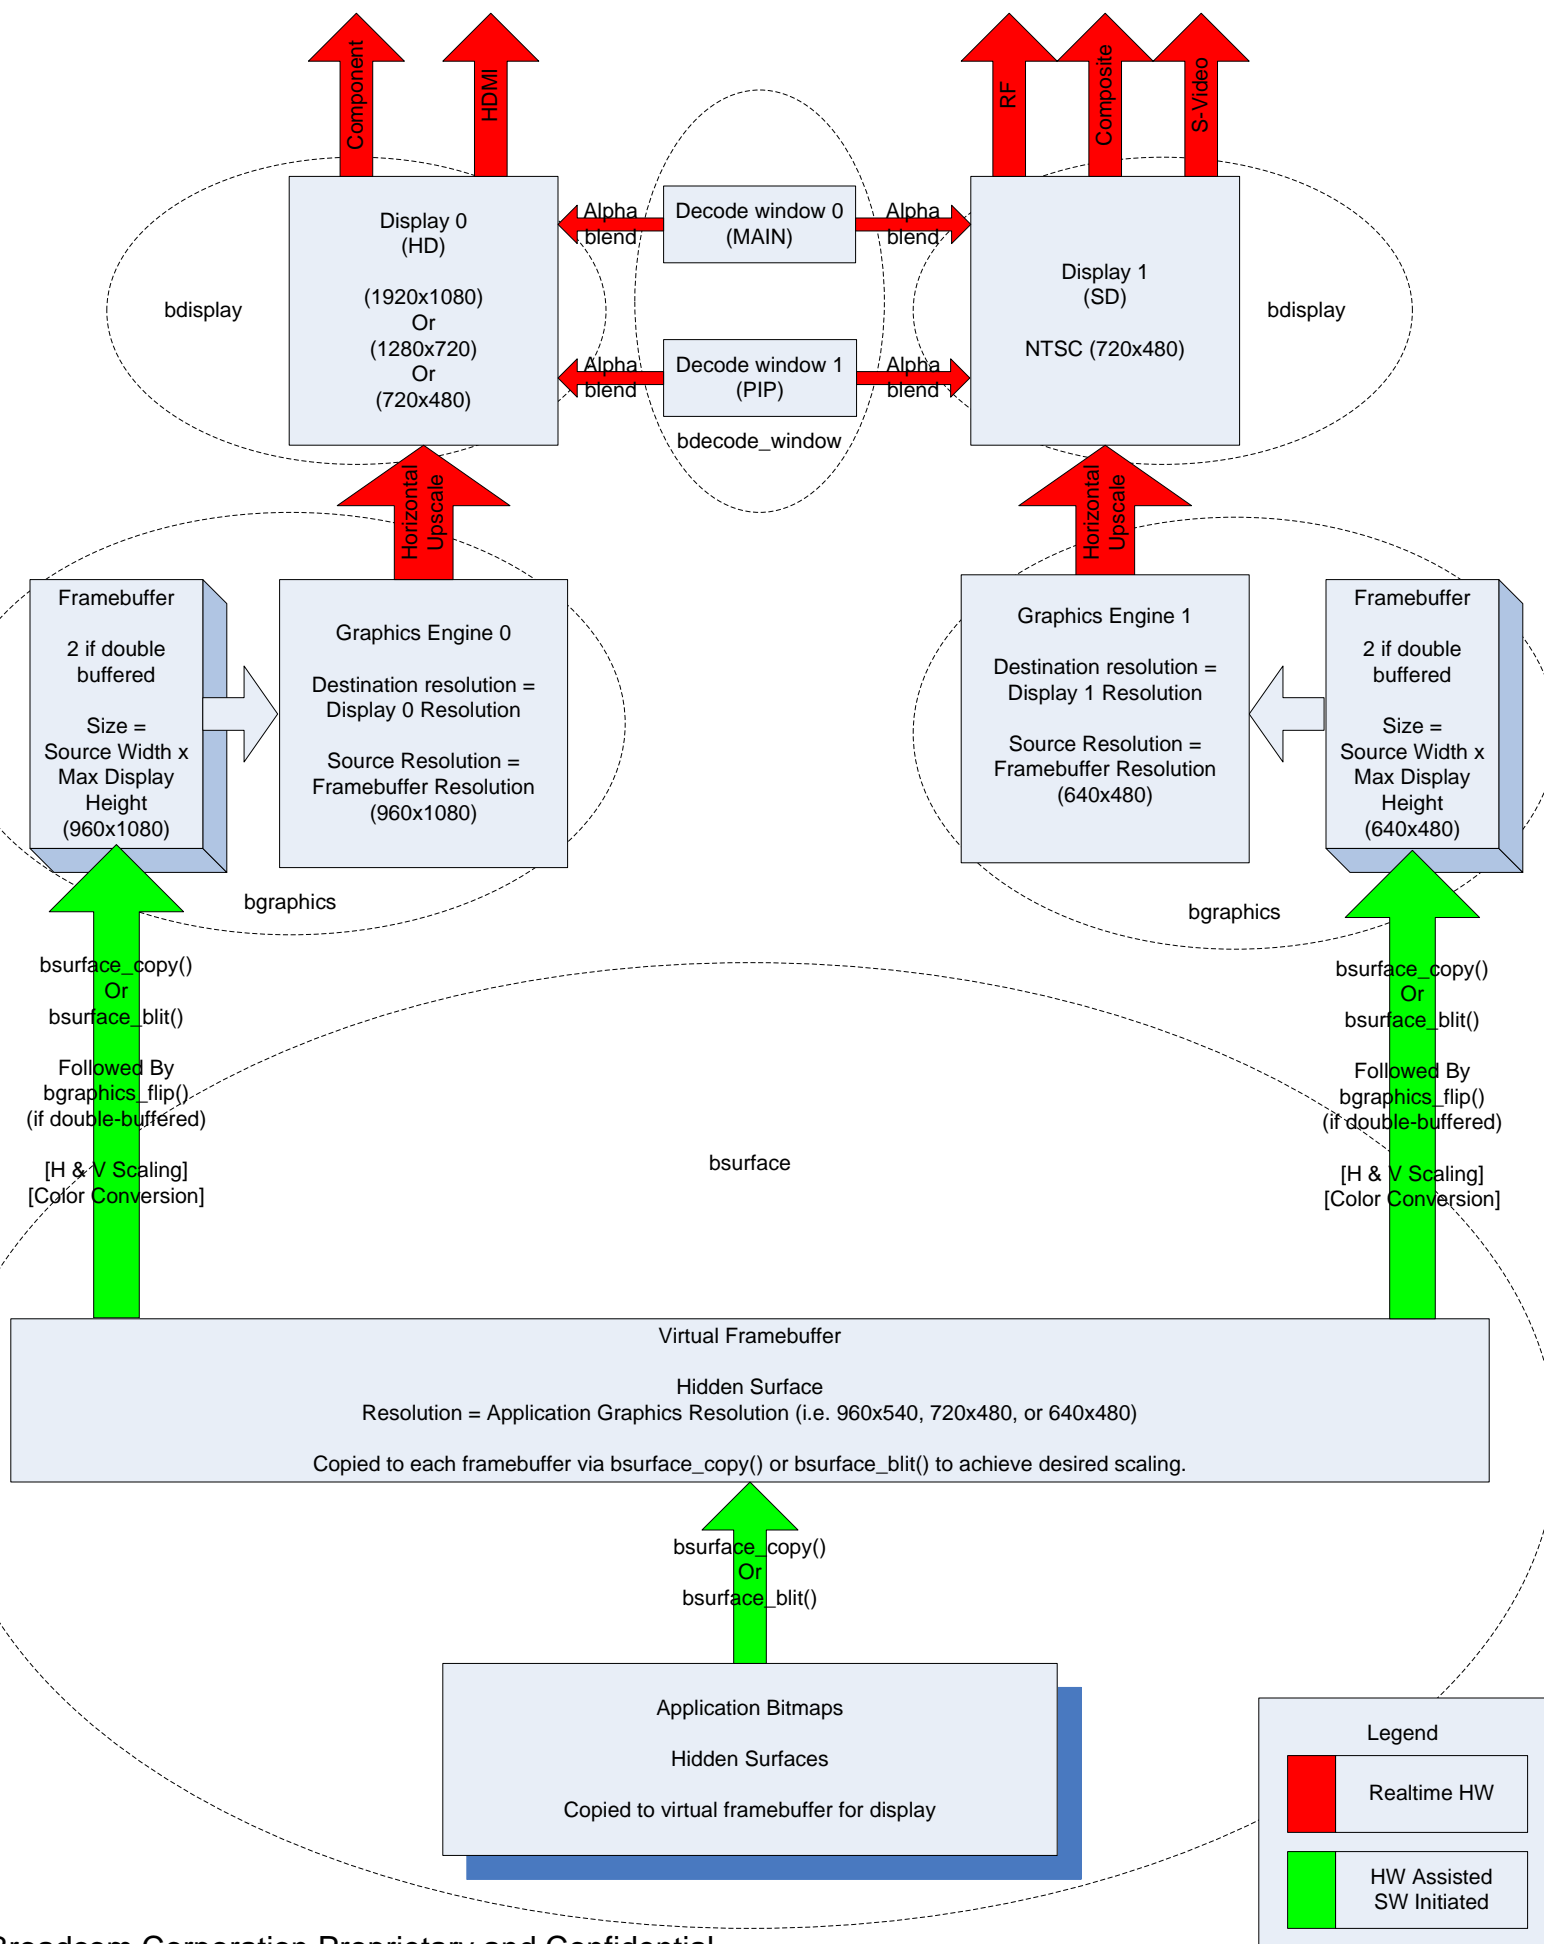 Component
HDMI
RF
Composite
S-Video
Display 0
(HD)
(1920x1080)
Or
(1280x720)
Or
(720x480)
bdisplay
Alpha
blend
Decode window 0
(MAIN)
Alpha
blend
Alpha
blend
Decode window 1
(PIP)
Alpha
blend
bdecode_window
Display 1
(SD)
NTSC (720x480)
bdisplay
Horizontal
Upscale
Horizontal
Upscale
Framebuffer
2 if double
buffered
Size =
Source Width x
Max Display
Height
(960x1080)
Graphics Engine 0
Destination resolution =
Display 0 Resolution
Source Resolution =
Framebuffer Resolution
(960x1080)
bgraphics
Graphics Engine 1
Destination resolution =
Display 1 Resolution
Source Resolution =
Framebuffer Resolution
(640x480)
Framebuffer
2 if double
buffered
Size =
Source Width x
Max Display
Height
(640x480)
bgraphics
bsurface_copy()
Or
bsurface_blit()
Followed By
bgraphics_flip()
(if double-buffered)
[H & V Scaling]
[Color Conversion]
bsurface_copy()
Or
bsurface_blit()
Followed By
bgraphics_flip()
(if double-buffered)
[H & V Scaling]
[Color Conversion]
bsurface
Virtual Framebuffer
Hidden Surface
Resolution = Application Graphics Resolution (i.e. 960x540, 720x480, or 640x480)
Copied to each framebuffer via bsurface_copy() or bsurface_blit() to achieve desired scaling.
bsurface_copy()
Or
bsurface_blit()
Application Bitmaps
Hidden Surfaces
Copied to virtual framebuffer for display
Legend
Realtime HW
HW Assisted
SW Initiated
Broadcom Corporation Proprietary and Confidential